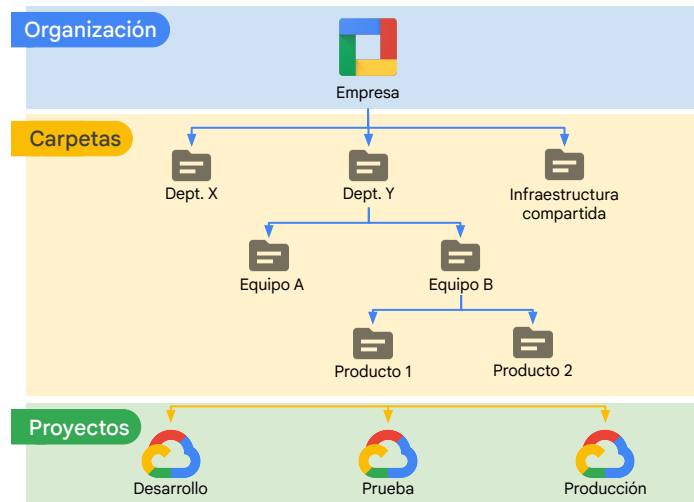 Organización
Empresa
Carpetas
Dept. X
Dept. Y
Infraestructura
compartida
Equipo A
Equipo B
Producto 1
Producto 2
Proyectos
Desarrollo
Prueba
Producción